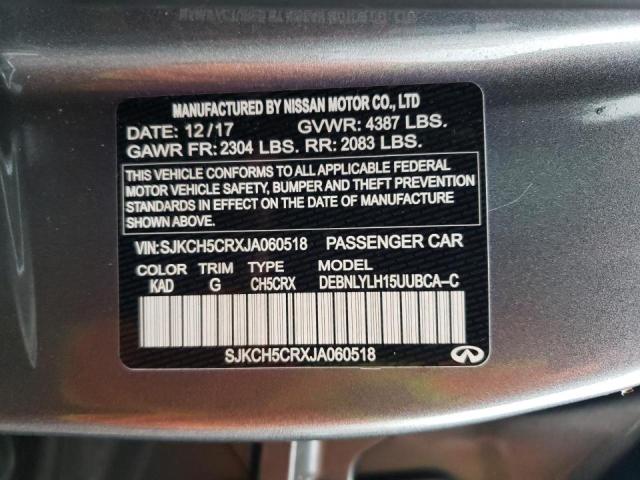 MANUFACTURED BY NISSAN MOTOR CO., LTD
DATE: 12/17 GVWR: 4387 LBS.
GAWR FR: 2304 LBS. RR: 2083 LBS.
THIS VEHICLE CONFORMS TO ALL APPLICABLE FEDERAL
MOTOR VEHICLE SAFETY, BUMPER AND THEFT PREVENTION
STANDARDS IN EFFECT ON THE DATE OF MANUFACTURE
SHOWN ABOVE.
VIN: SJKCH5CRXJA060518 PASSENGER CAR
COLOR TRIM TYPE MODEL
KAD G CH5CRX DEBNLYLH15UUBCA-C
SJKCH5CRXJA060518